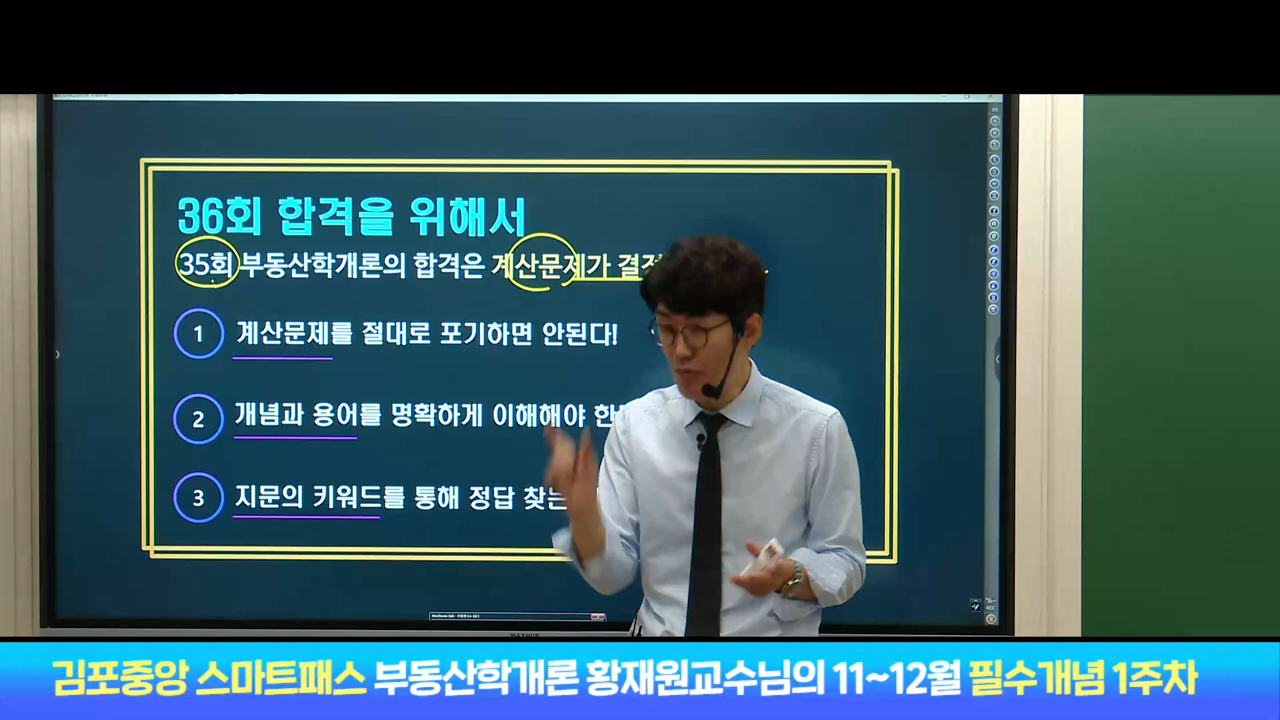 36회 합격을 위해서
35회 부동산학개론의 합격은 계산문제가 결정
1 계산문제를 절대로 포기하면 안된다!
2 개념과 용어를 명확하게 이해해야
3 지문의 키워드를 통해 정답 찾는
김포중앙 스마트패스 부동산학개론 황재원교수님의 11~12월 필수개념 1주차